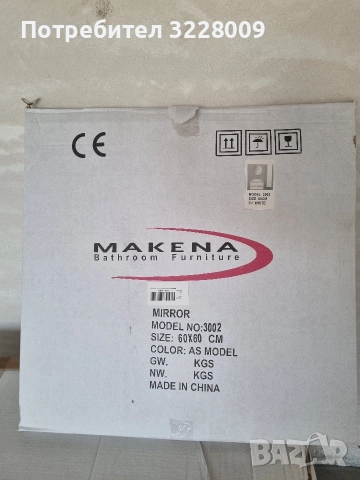 Потребител 3228009
CE
MAKENA
Bathroom Furniture
MIRROR
MODEL NO:3002
SIZE: 60X60 CM
COLOR: AS MODEL
GW. KGS
NW. KGS
MADE IN CHINA
BAZAR